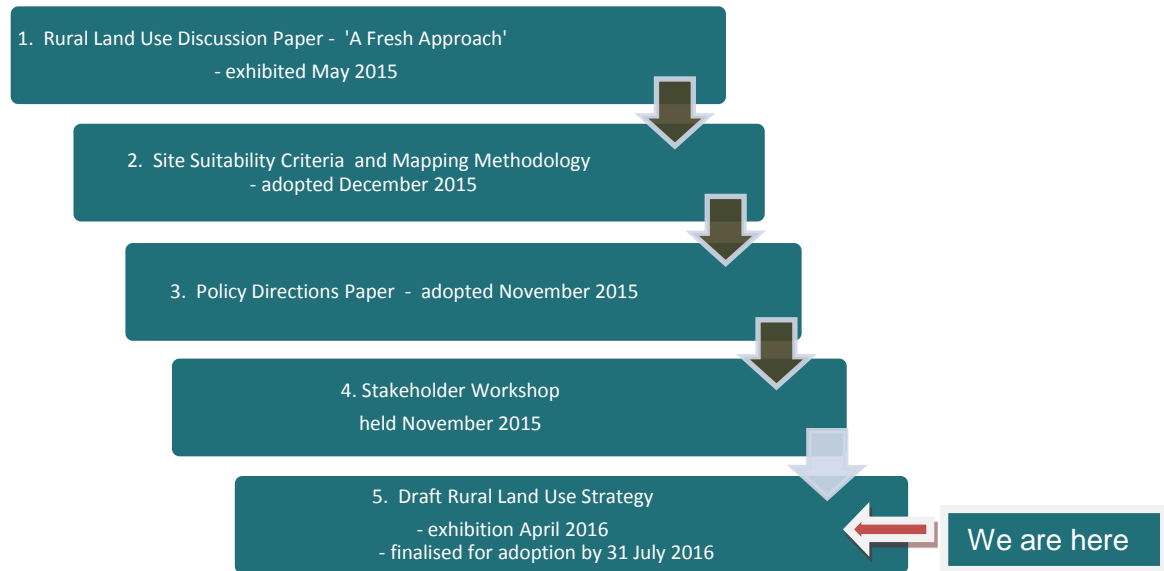 1. Rural Land Use Discussion Paper - 'A Fresh Approach'
- exhibited May 2015
2. Site Suitability Criteria and Mapping Methodology
- adopted December 2015
3. Policy Directions Paper - adopted November 2015
4. Stakeholder Workshop
held November 2015
5. Draft Rural Land Use Strategy
- exhibition April 2016
- finalised for adoption by 31 July 2016
We are here